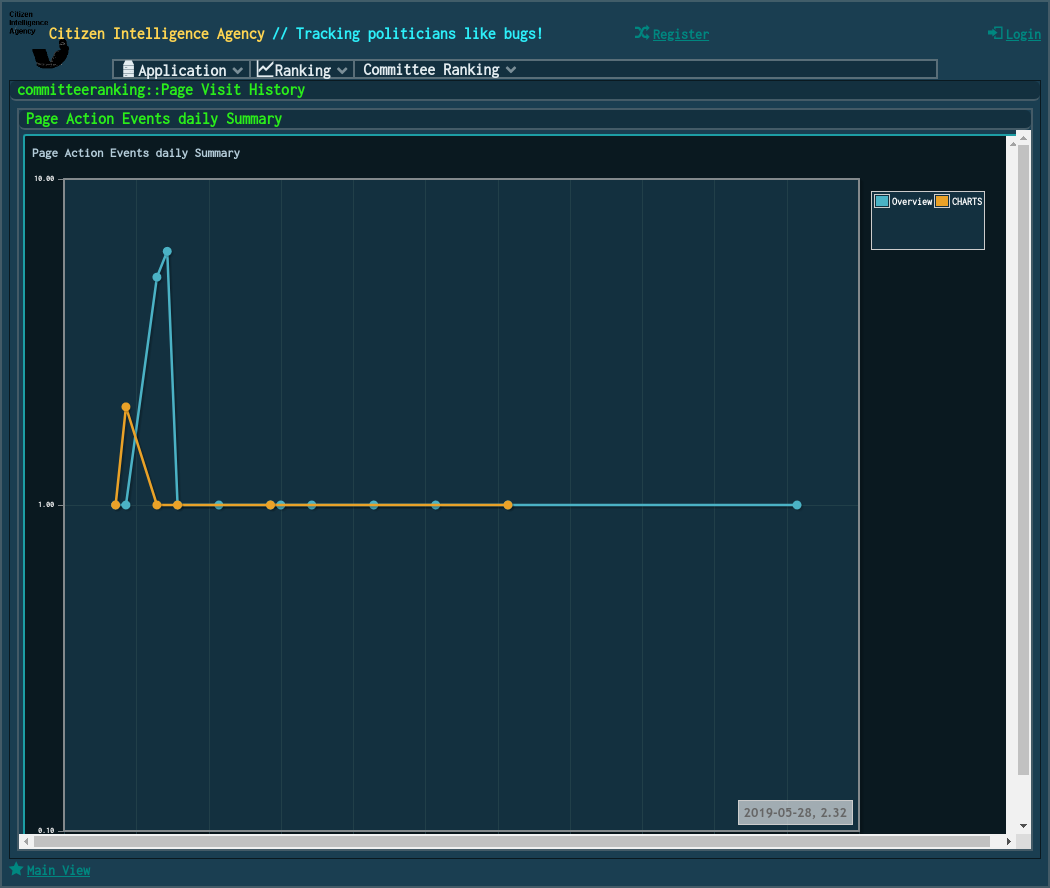 Citizen
Intelligence
Agency
Citizen Intelligence Agency // Tracking politicians like bugs!
Register
Login
Application
Ranking
Committee Ranking
committeeranking::Page Visit History
Page Action Events daily Summary
Page Action Events daily Summary
10.00
Overview
CHARTS
1.00
2019-05-28, 2.32
0.10
Main View